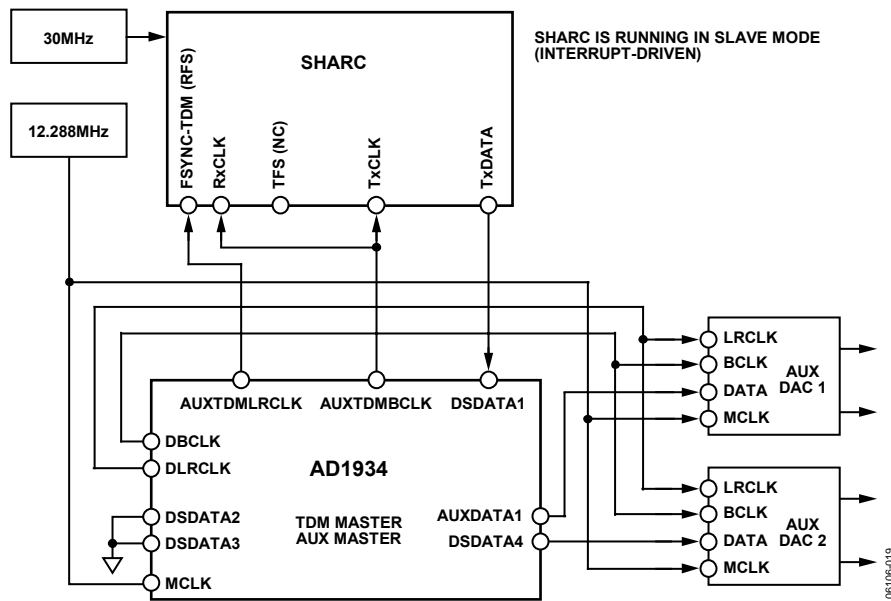 30MHz
12.288MHz
SHARC
SHARC IS RUNNING IN SLAVE MODE
(INTERRUPT-DRIVEN)
FSYNC-TDM (RFS)
RxCLK
TFS (NC)
TxCLK
TxDATA
AUXTDMLRCLK
AUXTDMBCLK
DSDATA1
DBCLK
DLRCLK
DSDATA2
DSDATA3
MCLK
AD1934
TDM MASTER
AUX MASTER
AUXDATA1
DSDATA4
LRCLK
BCLK
DATA
MCLK
AUX
DAC 1
LRCLK
BCLK
DATA
MCLK
AUX
DAC 2
06106-019